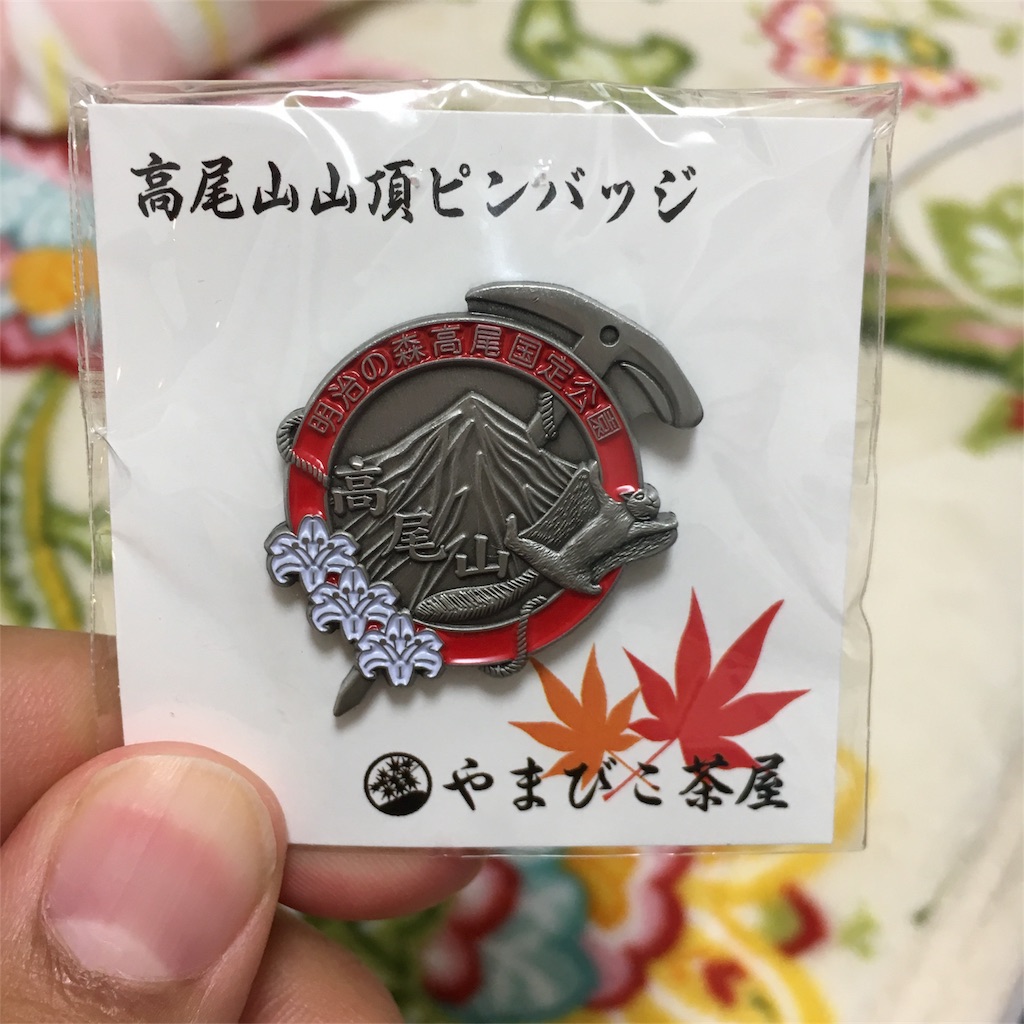 高尾山山頂ピンバッジ
明治の森高尾国定公園
高尾山
やまびこ茶屋